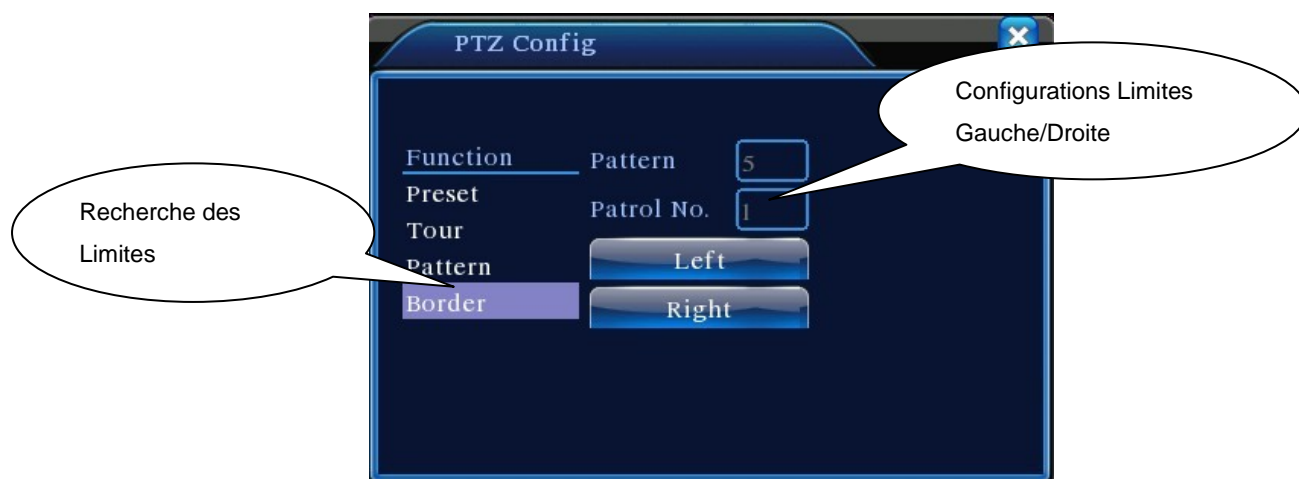 PTZ Config
Configurations Limites
Gauche/Droite
Function
Pattern 5
Preset
Patrol No. 1
Recherche des
Limites
Tour
Pattern
Left
Border
Right